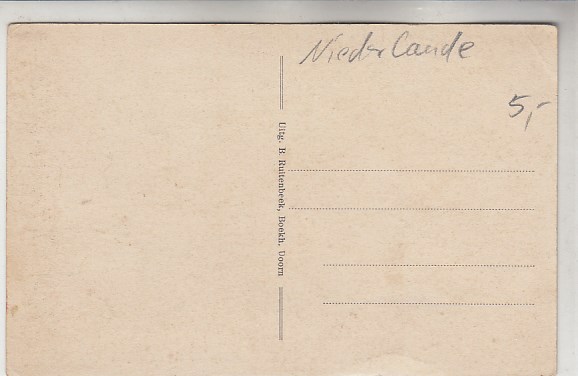 Niederlande
5,-
Uitg. B. Ruitenbeek, Boekh. Doorn